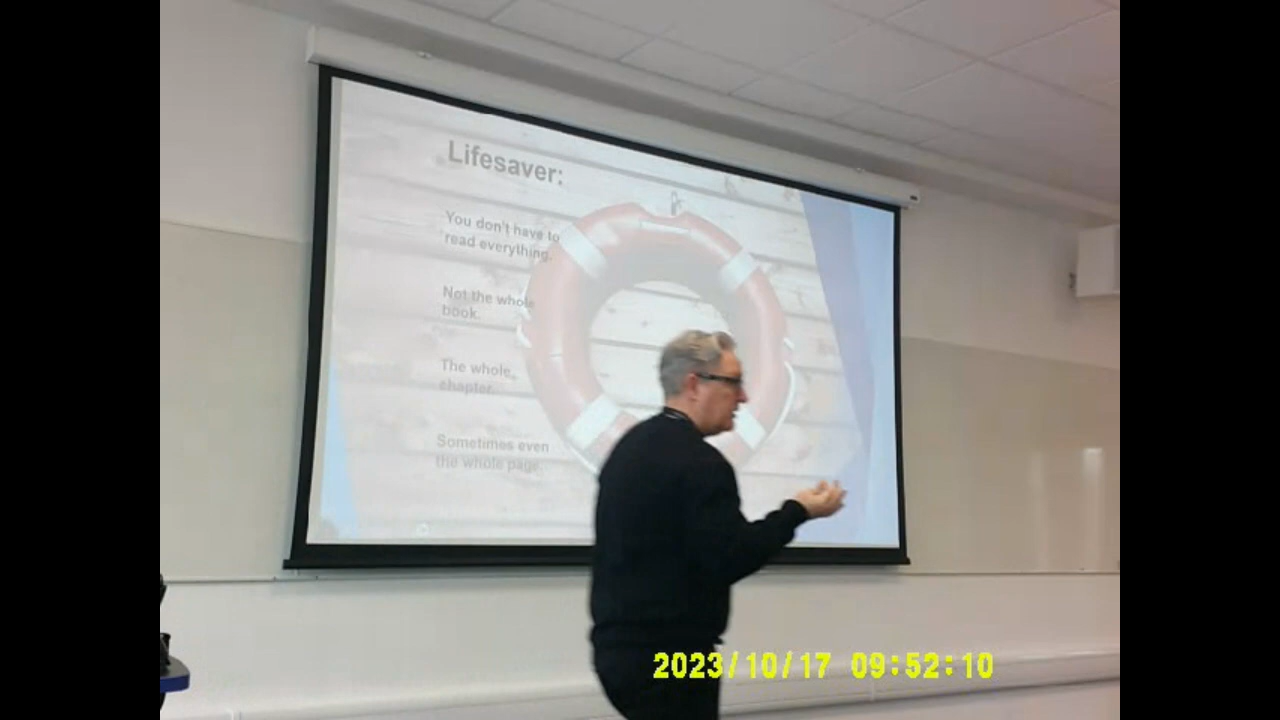 Lifesaver:
You don't have to
read everything.
Not the whole
book.
The whole
chapter.
Sometimes even
the whole page.
2023/10/17 09:52:10